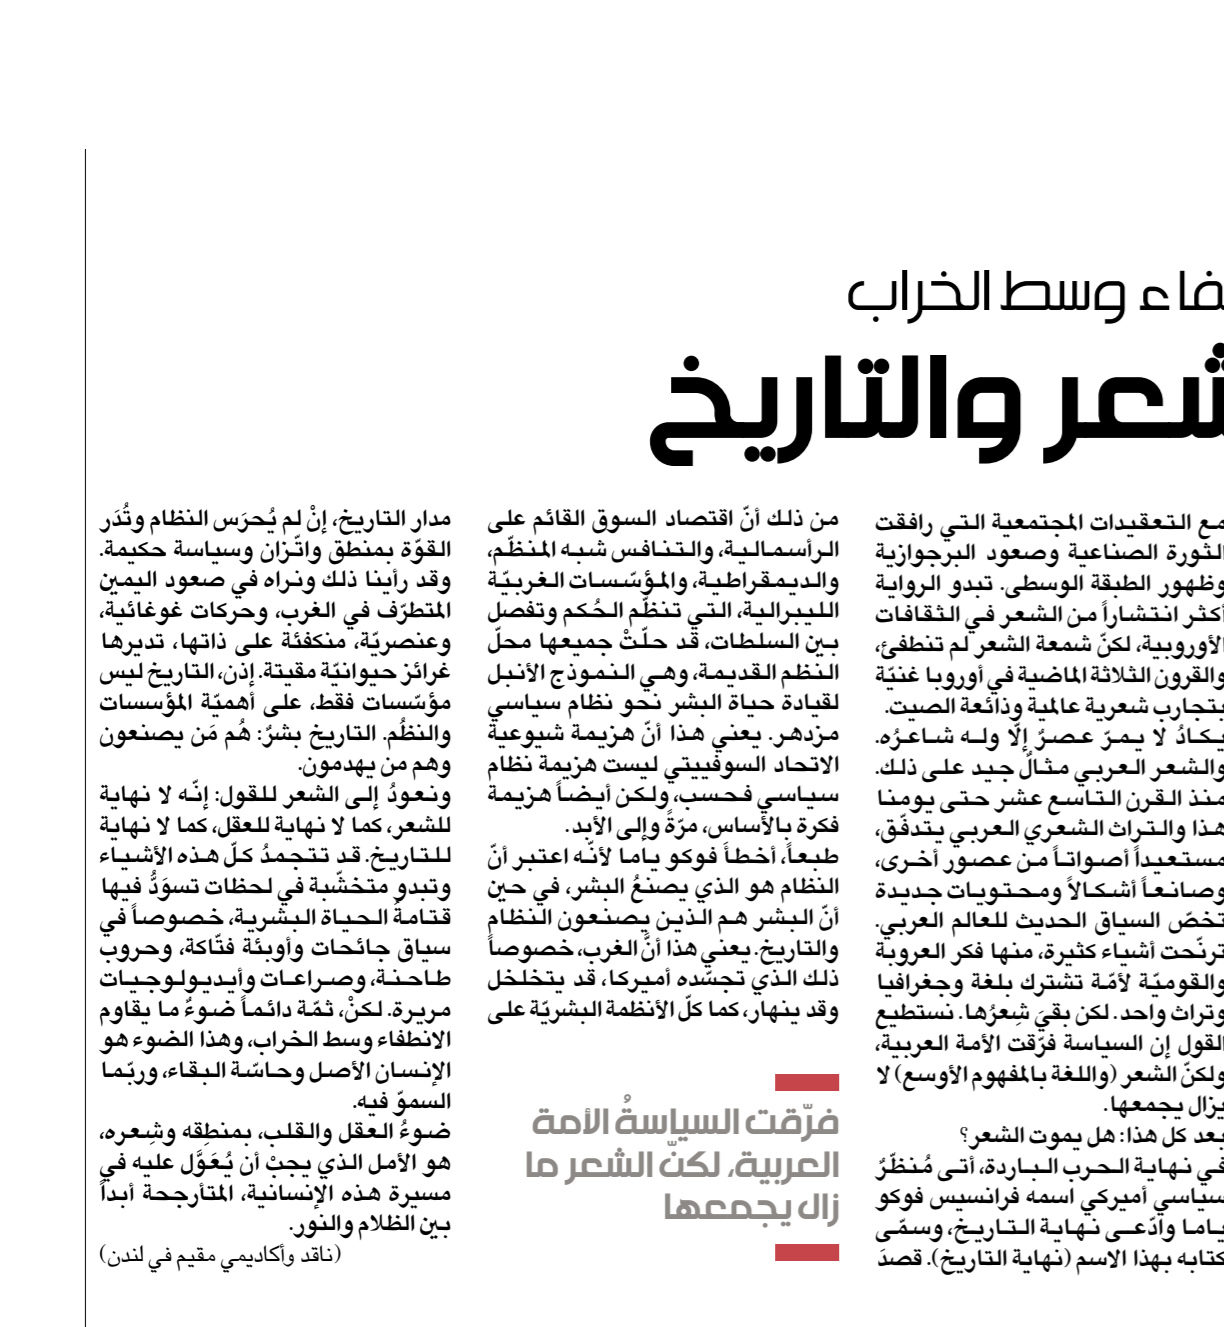 وسط الخراب
والتاريخ
مع التعقيدات المجتمعية التي رافقت
الثورة الصناعية وصعود البرجوازية
وظهور الطبقة الوسطى. تبدو الرواية
أكثر انتشاراً من الشعر في الثقافات
الأوروبية، لكنّ شمعة الشعر لم تنطفئ،
والقرون الثلاثة الماضية في أوروبا غنيّة
بتجارب شعرية عالمية وذائعة الصيت.
يكادُ لا يمرّ عصرٌ إلّا وله شاعرُه.
والشعر العربي مثالٌ جيد على ذلك.
منذ القرن التاسع عشر حتى يومنا
هذا والتراث الشعري العربي يتدفّق،
مستعيداً أصواتاً من عصور أخرى،
وصانعاً أشكالاً ومحتويات جديدة
تخصّ السياق الحديث للعالم العربي.
ترنّحت أشياء كثيرة، منها فكر العروبة
والقوميّة لأمّة تشترك بلغة وجغرافيا
وتراث واحد. لكن بقيَ شِعرُها. نستطيع
القول إن السياسة فرّقت الأمة العربية،
ولكنّ الشعر (واللغة بالمفهوم الأوسع) لا
يزال يجمعها.
بعد كل هذا: هل يموت الشعر؟
في نهاية الحرب الباردة، أتى مُنظّرٌ
سياسي أميركي اسمه فرانسيس فوكو
ياما وادّعى نهاية التاريخ، وسمّى
كتابه بهذا الاسم (نهاية التاريخ). قصدَ
من ذلك أنّ اقتصاد السوق القائم على
الرأسمالية، والتنافس شبه المنظّم،
والديمقراطية، والمؤسّسات الغربيّة
الليبرالية، التي تنظّم الحُكم وتفصل
بين السلطات، قد حلّتْ جميعها محلّ
النظم القديمة، وهي النموذج الأنبل
لقيادة حياة البشر نحو نظام سياسي
مزدهر. يعني هذا أنّ هزيمة شيوعية
الاتحاد السوفييتي ليست هزيمة نظام
سياسي فحسب، ولكن أيضاً هزيمة
فكرة بالأساس، مرّةً وإلى الأبد.
طبعاً، أخطأَ فوكو ياما لأنّه اعتبر أنّ
النظام هو الذي يصنعُ البشر، في حين
أنّ البشر هم الذين يصنعون النظام
والتاريخ. يعني هذا أنَّ الغرب، خصوصاً
ذلك الذي تجسّده أميركا، قد يتخلخل
وقد ينهار، كما كلّ الأنظمة البشريّة على
فرّقت السياسةُ الأمة
العربية، لكنّ الشعر ما
زال يجمعها
مدار التاريخ، إنْ لم يُحرَس النظام وتُدَر
القوّة بمنطق واتّزان وسياسة حكيمة.
وقد رأينا ذلك ونراه في صعود اليمين
المتطرّف في الغرب، وحركات غوغائية،
وعنصريّة، منكفئة على ذاتها، تديرها
غرائز حيوانيّة مقيتة. إذن، التاريخ ليس
مؤسّسات فقط، على أهميّة المؤسسات
والنظُم. التاريخ بشرٌ: هُم مَن يصنعون
وهم من يهدمون.
ونعودُ إلى الشعر للقول: إنّه لا نهاية
للشعر، كما لا نهاية للعقل، كما لا نهاية
للتاريخ. قد تتجمدُ كلّ هذه الأشياء
وتبدو متخشّبة في لحظات تسوَدُّ فيها
قتامةُ الحياة البشرية، خصوصاً في
سياق جائحات وأوبئة فتّاكة، وحروب
طاحنة، وصراعات وأيديولوجيات
مريرة. لكنْ، ثمّة دائماً ضوءٌ ما يقاوم
الانطفاء وسط الخراب، وهذا الضوء هو
الإنسان الأصل وحاسّة البقاء، وربّما
السموّ فيه.
ضوءُ العقل والقلب، بمنطِقه وشِعره،
هو الأمل الذي يجبْ أن يُعَوَّل عليه في
مسيرة هذه الإنسانية، المتأرجحة أبداً
بين الظلام والنور.
(ناقد وأكاديمي مقيم في لندن)